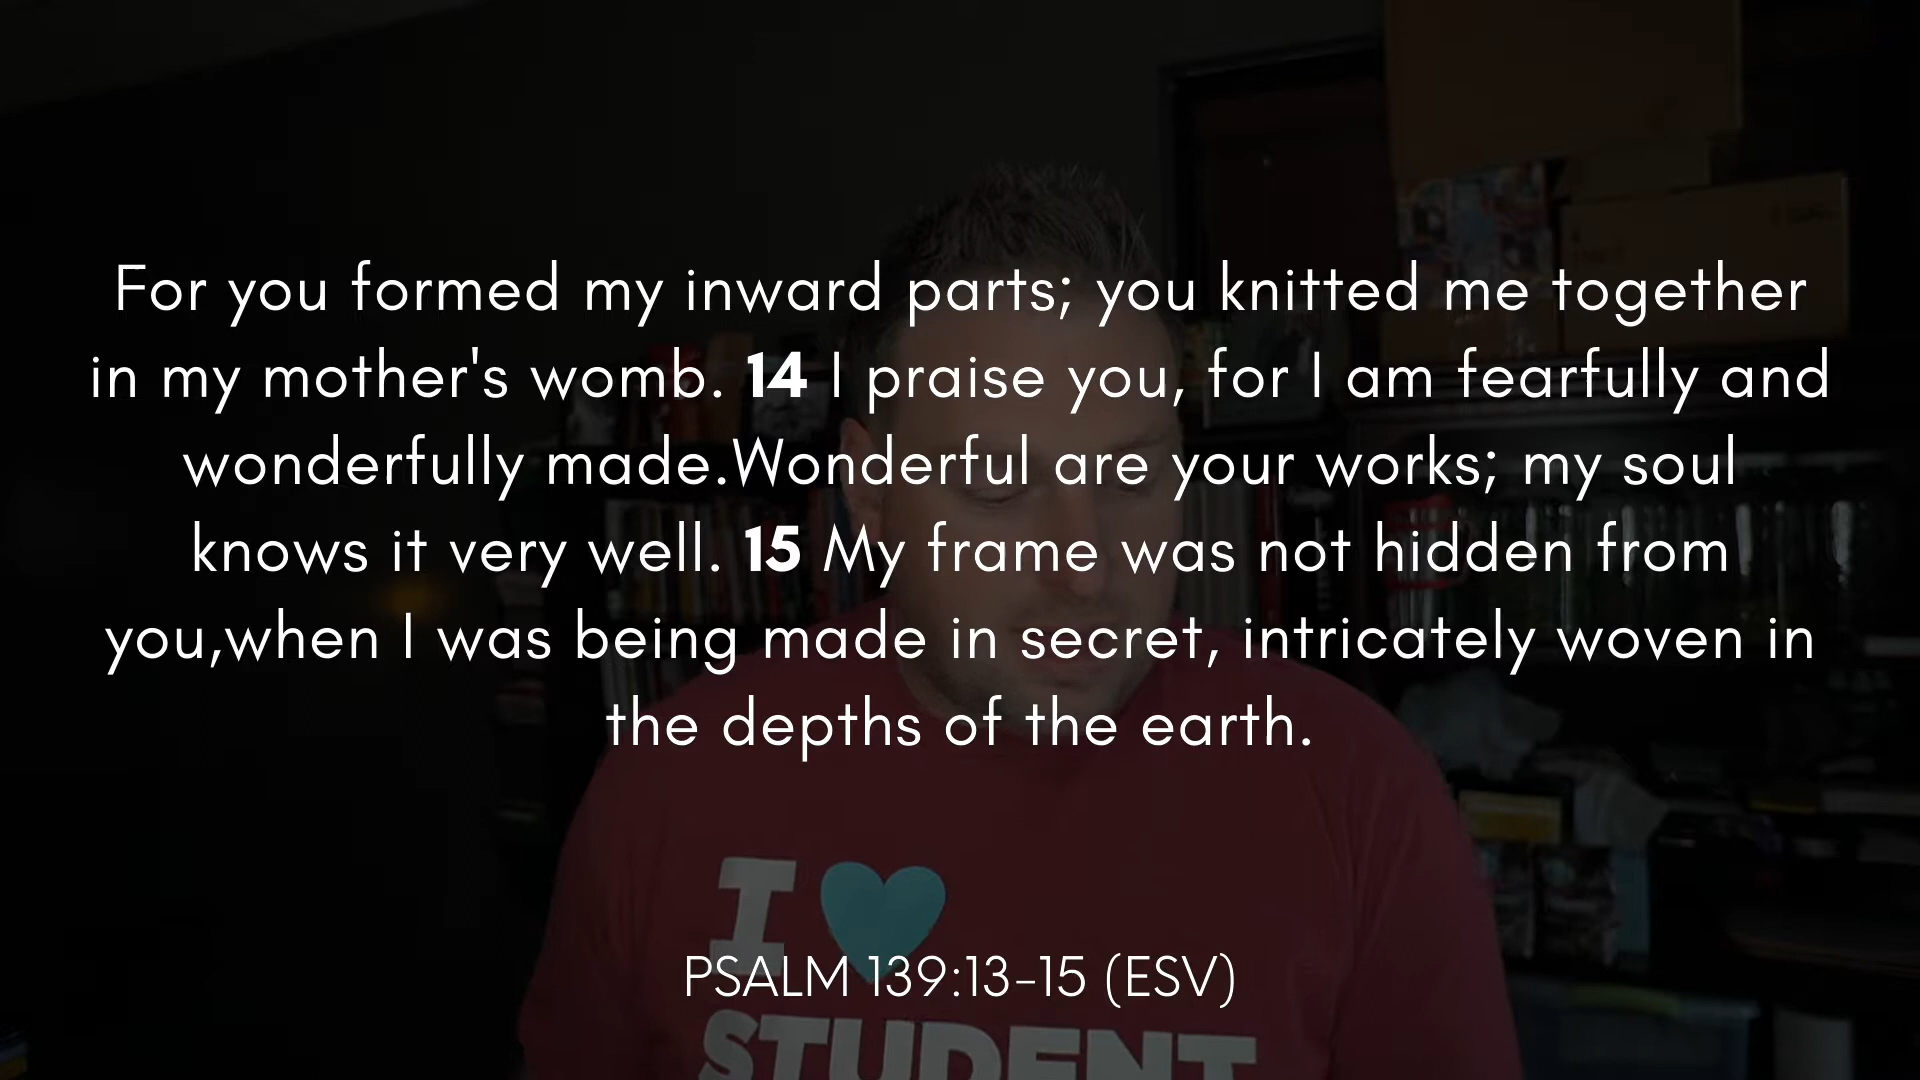 For you formed my inward parts; you knitted me together
in my mother's womb. 14 I praise you, for I am fearfully and
wonderfully made.Wonderful are your works; my soul
knows it very well. 15 My frame was not hidden from
you,when I was being made in secret, intricately woven in
the depths of the earth.
I
PSALM 139:13-15 (ESV)
STUDENT